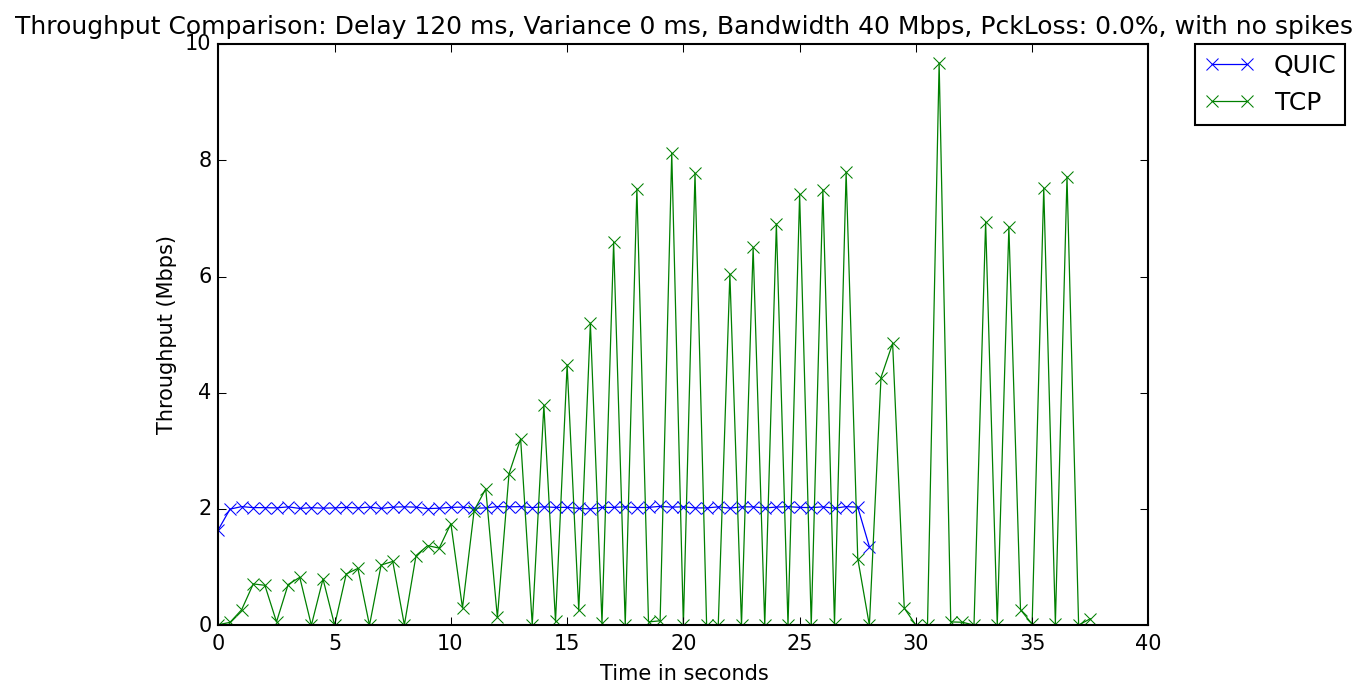 Throughput Comparison: Delay 120 ms, Variance 0 ms, Bandwidth 40 Mbps, PckLoss: 0.0%, with no spikes
QUIC
TCP
Throughput (Mbps)
10
8
6
4
2
0
0 5 10 15 20 25 30 35 40
Time in seconds